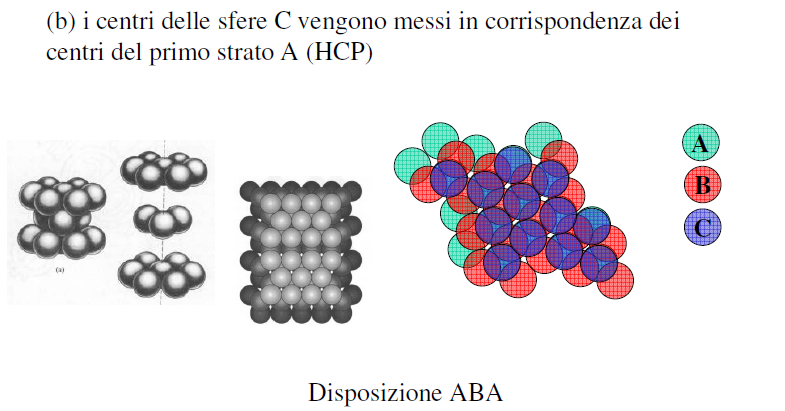 (b) i centri delle sfere C vengono messi in corrispondenza dei
centri del primo strato A (HCP)
A
B
C
(a)
Disposizione ABA